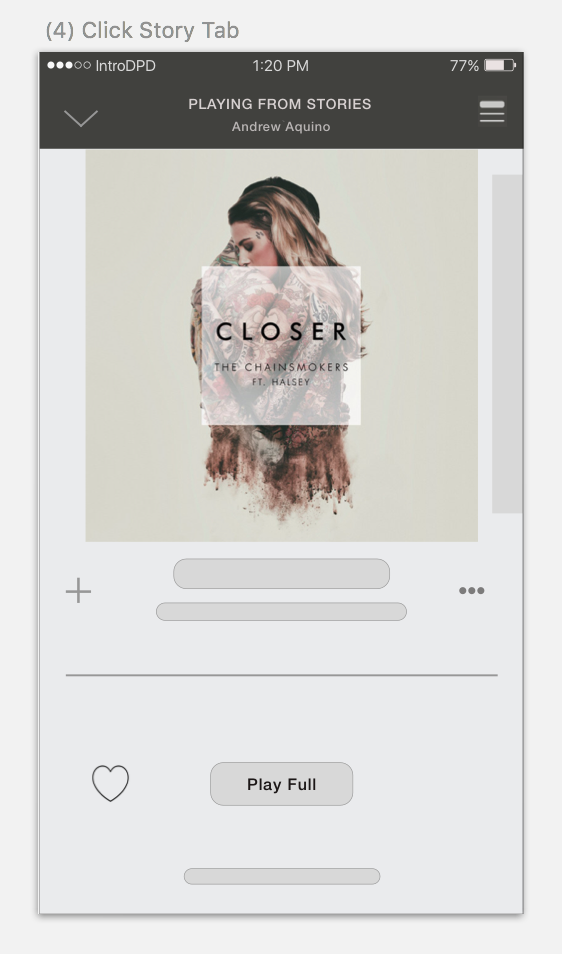 (4) Click Story Tab
IntroDPD 1:20 PM 77%
PLAYING FROM STORIES
Andrew Aquino
CLOSER
THE CHAINSMOKERS
FT. HALSEY
Play Full